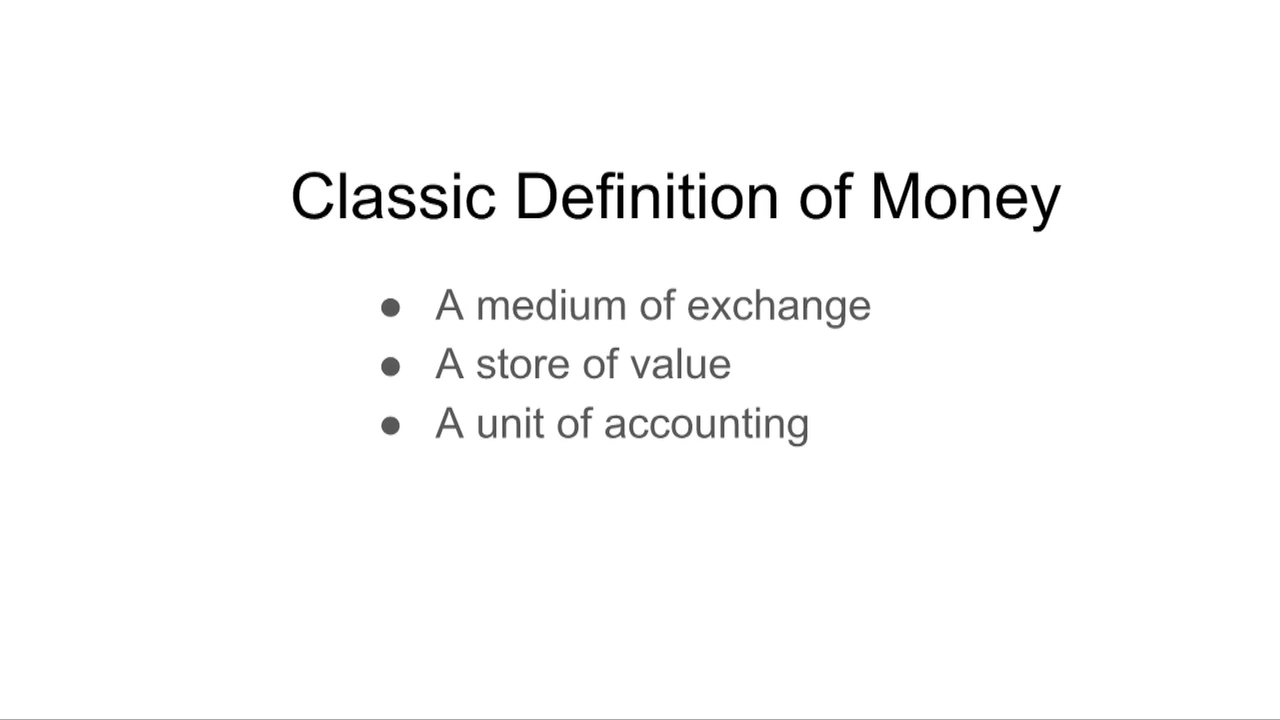 Classic Definition of Money
● A medium of exchange
● A store of value
● A unit of accounting